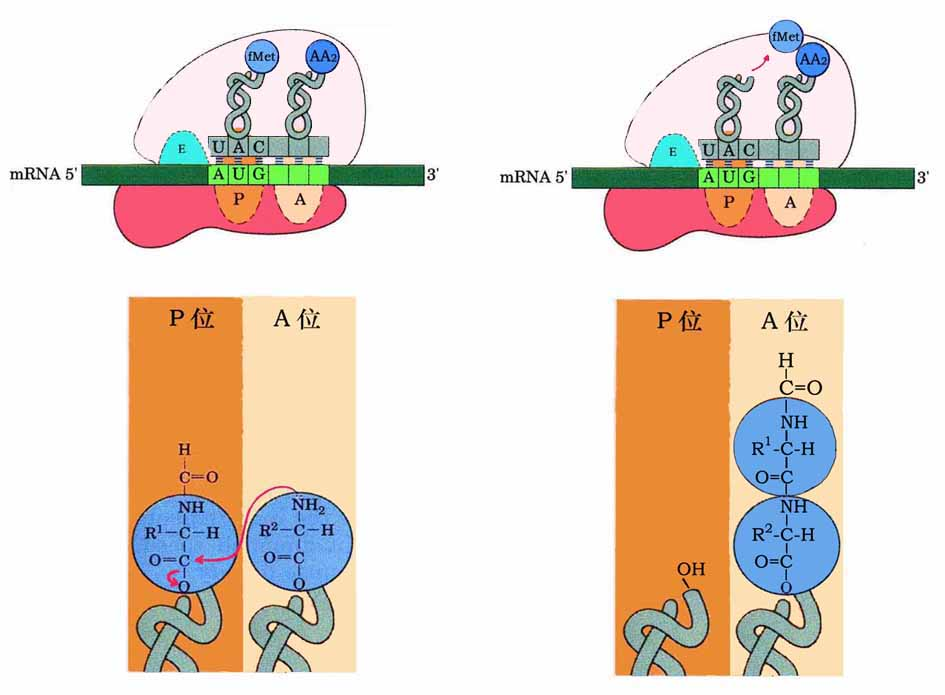 fMet AA2
E
U A C
mRNA 5' A U G 3'
P A
fMet
AA2
E
U A C
mRNA 5' A U G 3'
P A
P 位 A 位
H
C=O
NH NH2
R1-C-H R2-C-H
O=C O=C
O O
P 位 A 位
H
C=O
NH
R1-C-H
O=C
NH
R2-C-H
O=C
OH O